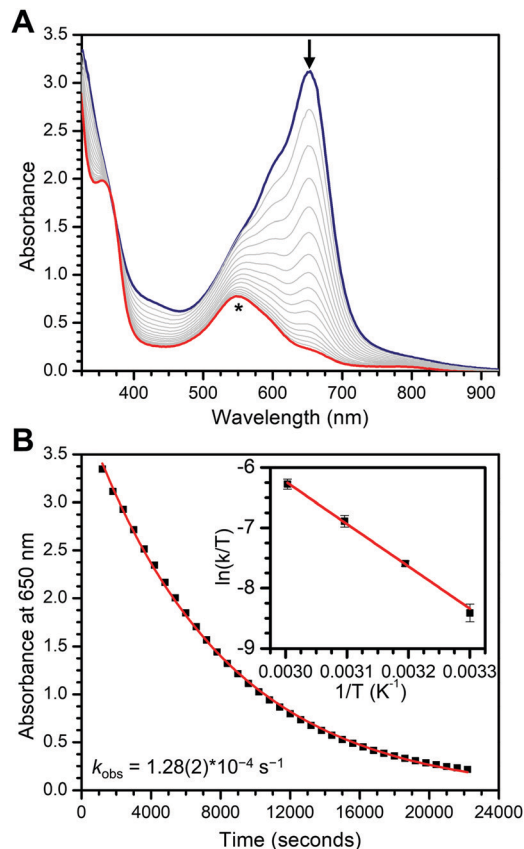 A
3.5
3.0
2.5
2.0
1.5
1.0
0.5
0.0
Absorbance
*
400 500 600 700 800 900
Wavelength (nm)
B
3.5
3.0
2.5
2.0
1.5
1.0
0.5
0.0
Absorbance at 650 nm
-6
-7
-8
-9
ln(k/T)
0.0030 0.0031 0.0032 0.0033
1/T (K⁻¹)
k_obs = 1.28(2)*10⁻⁴ s⁻¹
0 4000 8000 12000 16000 20000 24000
Time (seconds)